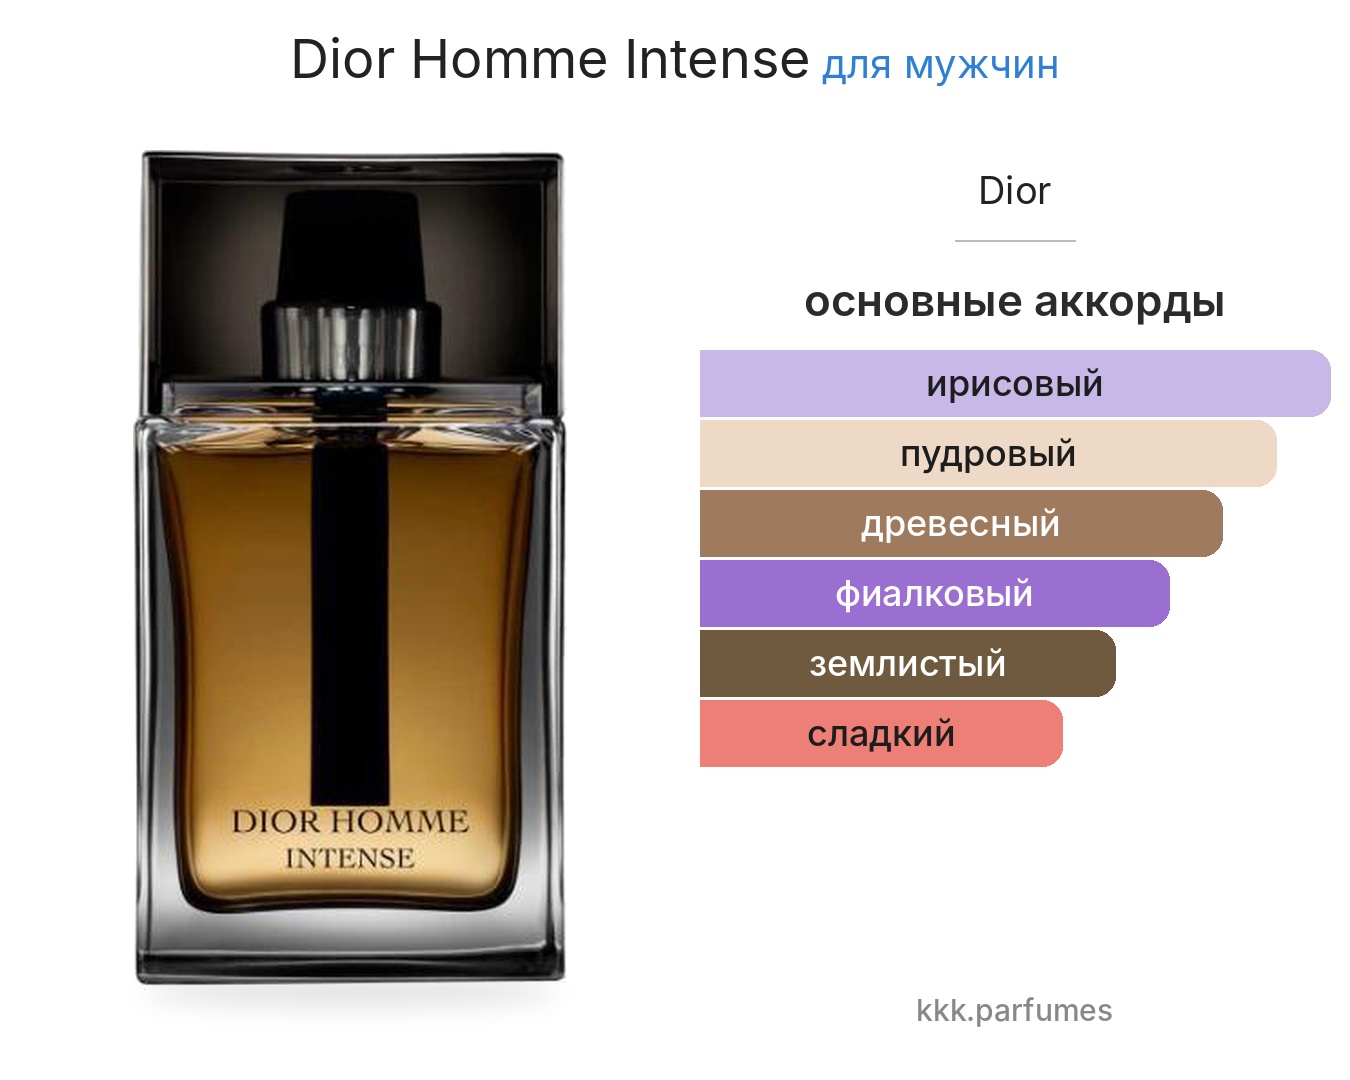 Dior Homme Intense для мужчин
Dior
основные аккорды
ирисовый
пудровый
древесный
фиалковый
землистый
сладкий
DIOR HOMME
INTENSE
kkk.parfumes